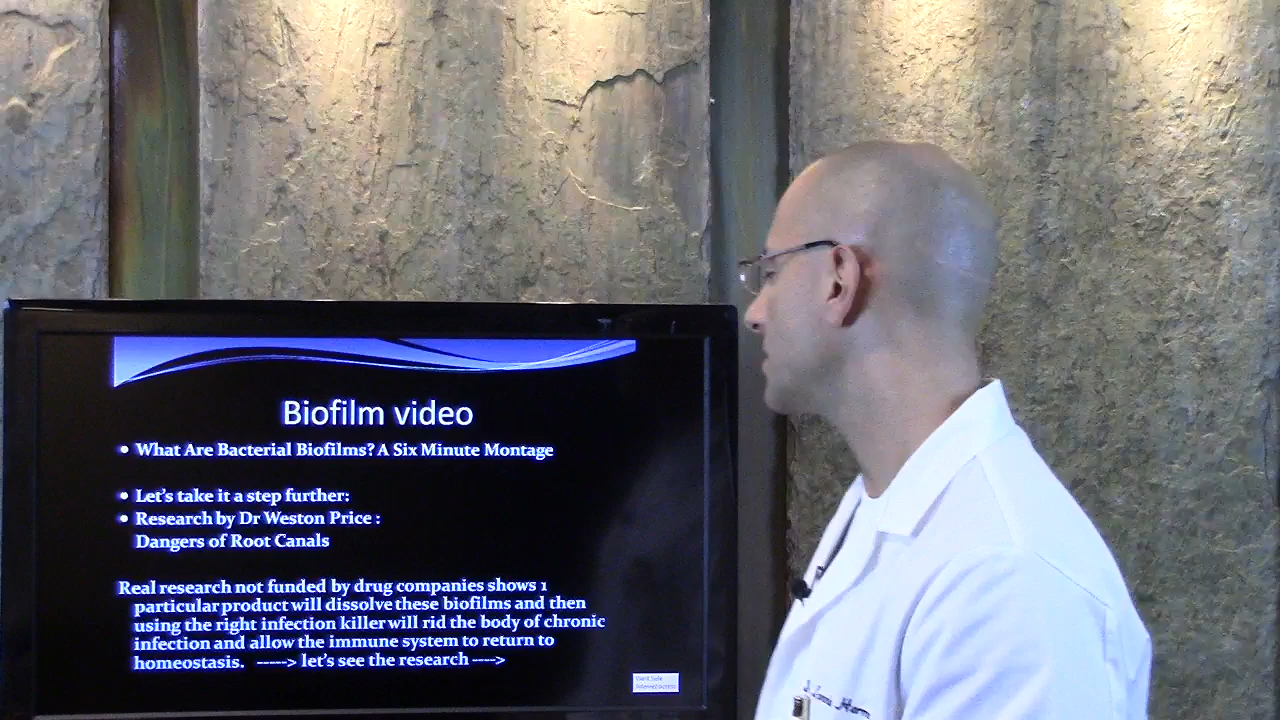 Biofilm video
• What Are Bacterial Biofilms? A Six Minute Montage
• Let's take it a step further:
• Research by Dr Weston Price :
Dangers of Root Canals
Real research not funded by drug companies shows 1
particular product will dissolve these biofilms and then
using the right infection killer will rid the body of chronic
infection and allow the immune system to return to
homeostasis. -----> let's see the research ---->